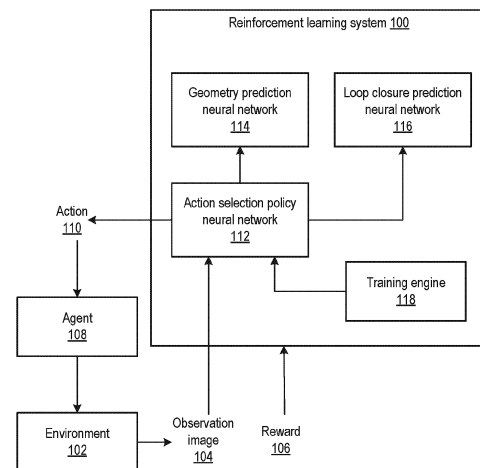 Reinforcement learning system 100
Geometry prediction
neural network
114
Loop closure prediction
neural network
116
Action selection policy
neural network
112
Action
110
Training engine
118
Agent
108
Environment
102
Observation
image
104
Reward
106